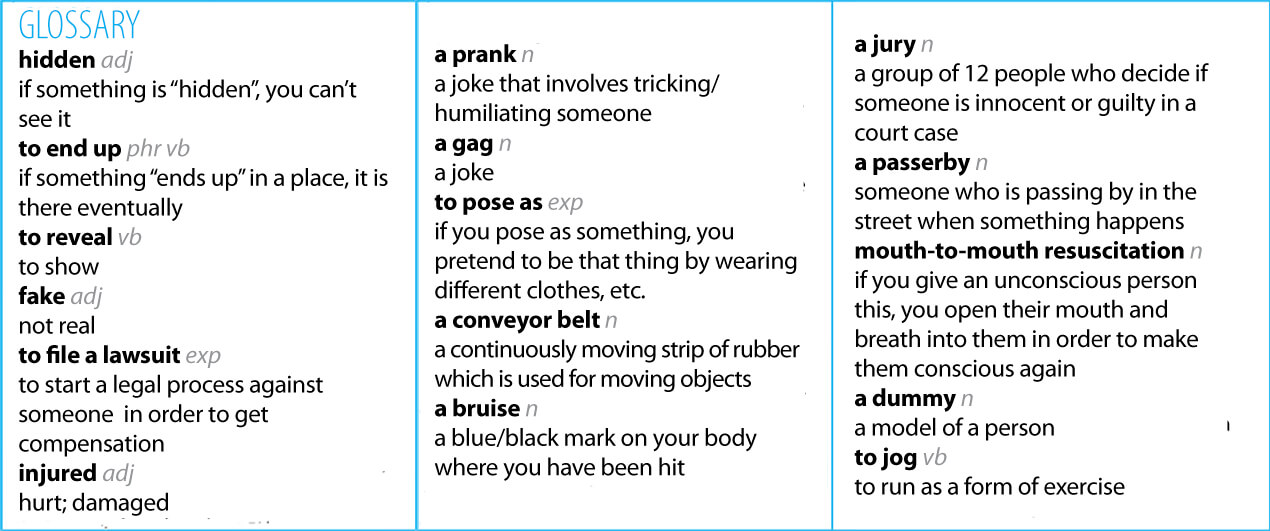 GLOSSARY
hidden adj
if something is “hidden”, you can’t
see it
to end up phr vb
if something “ends up” in a place, it is
there eventually
to reveal vb
to show
fake adj
not real
to file a lawsuit exp
to start a legal process against
someone in order to get
compensation
injured adj
hurt; damaged
a prank n
a joke that involves tricking/
humiliating someone
a gag n
a joke
to pose as exp
if you pose as something, you
pretend to be that thing by wearing
different clothes, etc.
a conveyor belt n
a continuously moving strip of rubber
which is used for moving objects
a bruise n
a blue/black mark on your body
where you have been hit
a jury n
a group of 12 people who decide if
someone is innocent or guilty in a
court case
a passerby n
someone who is passing by in the
street when something happens
mouth-to-mouth resuscitation n
if you give an unconscious person
this, you open their mouth and
breath into them in order to make
them conscious again
a dummy n
a model of a person
to jog vb
to run as a form of exercise